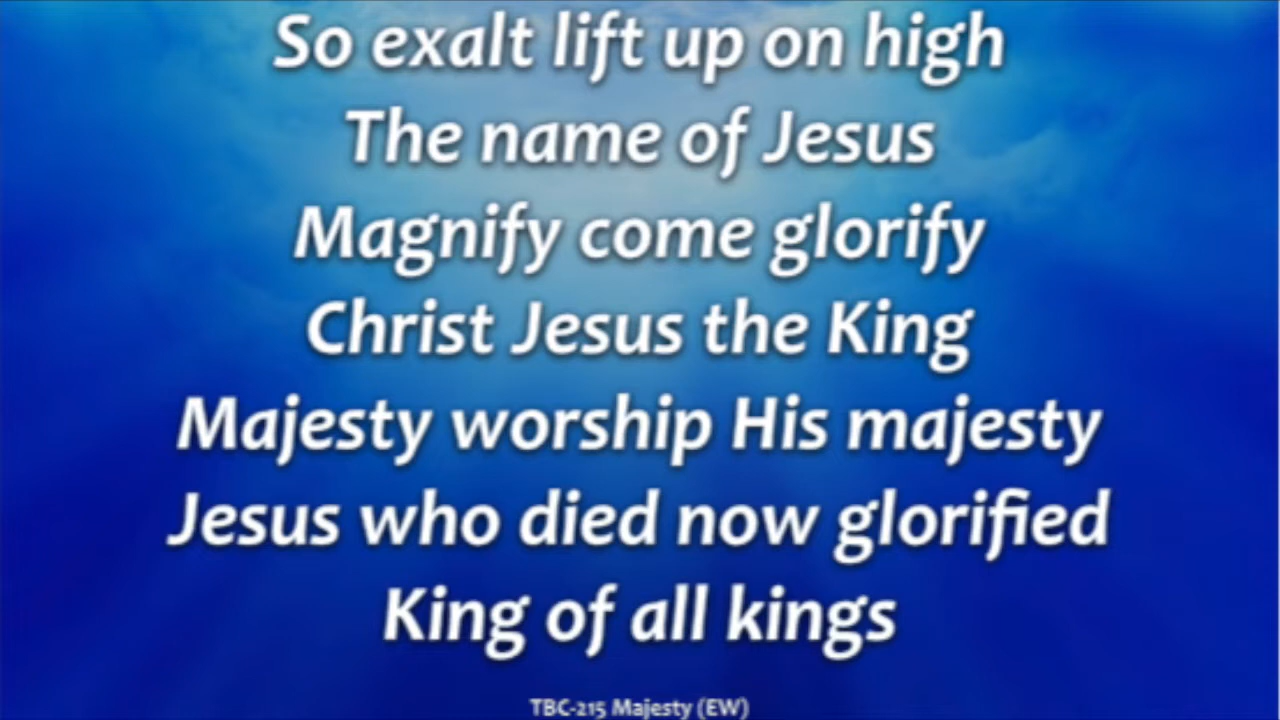 So exalt lift up on high
The name of Jesus
Magnify come glorify
Christ Jesus the King
Majesty worship His majesty
Jesus who died now glorified
King of all kings
TBC-215 Majesty (EW)